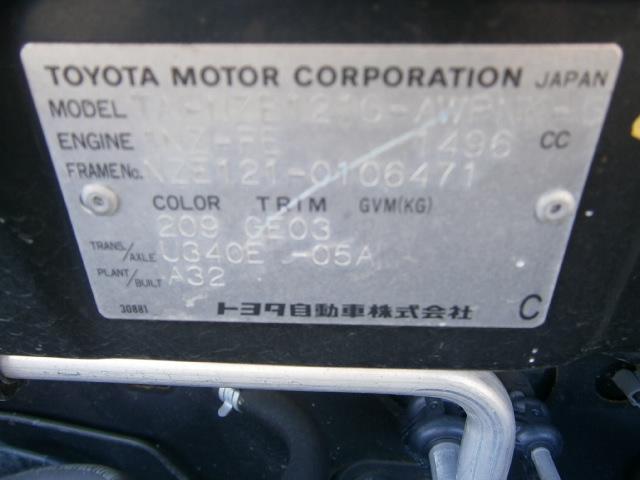 TOYOTA MOTOR CORPORATION JAPAN
MODEL
ENGINE 1496 CC
FRAME No. NZE121-0106471
COLOR TRIM GVM(KG)
209 GE03
TRANS./AXLE U340E -05A
PLANT/BUILT A32
30881 トヨタ自動車株式会社 C